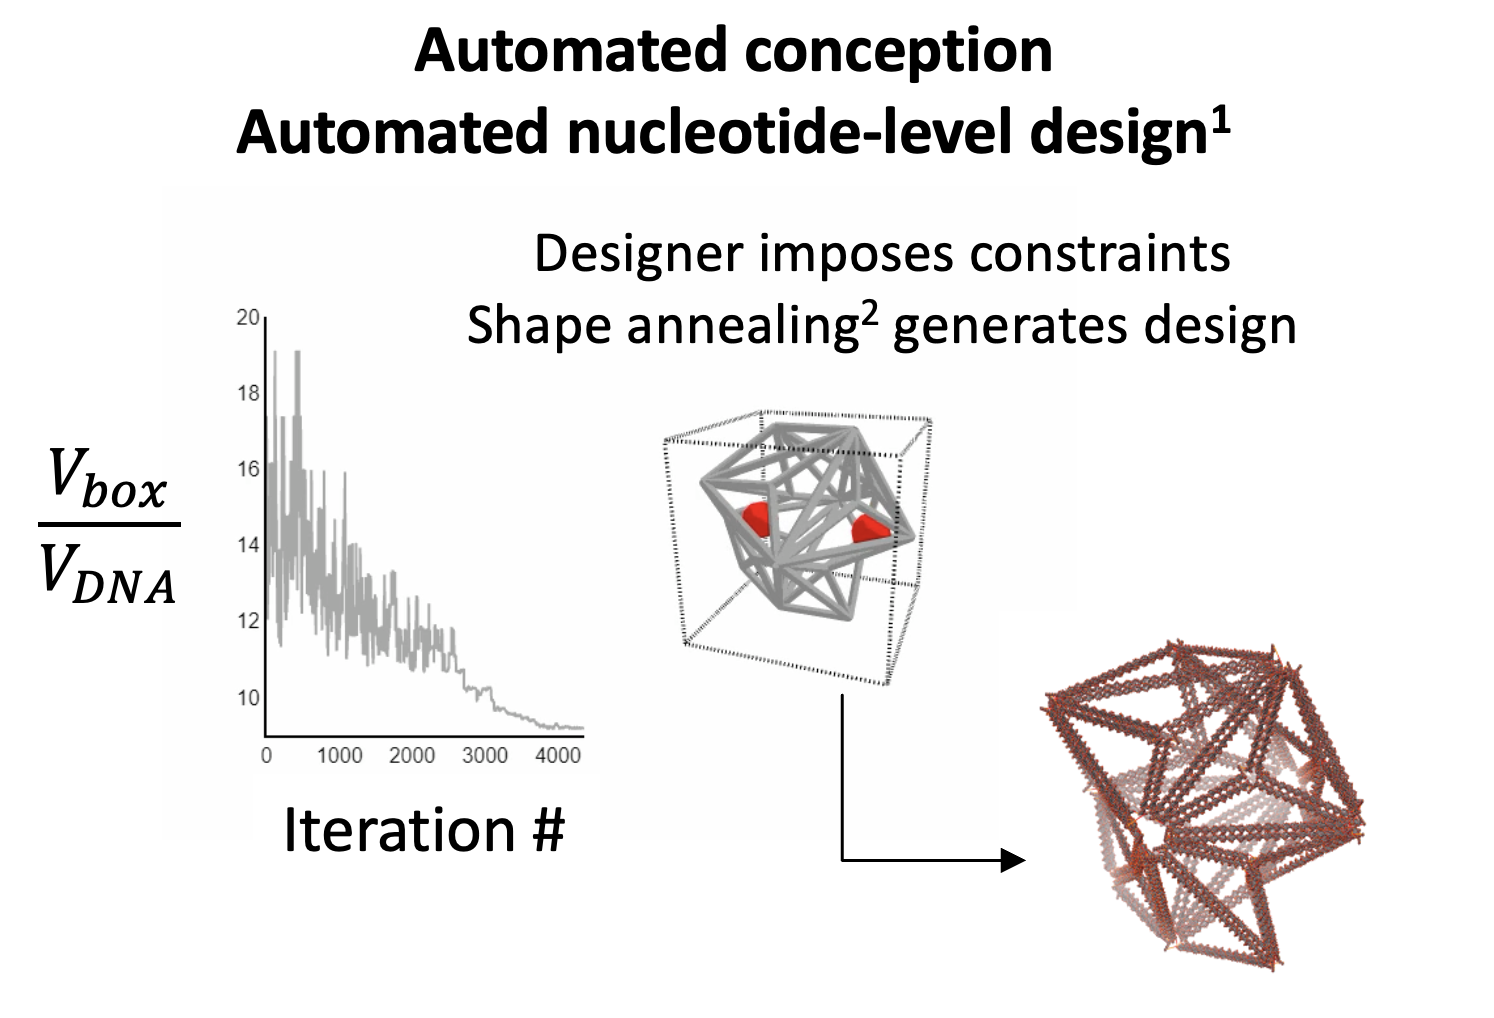 Automated conception
Automated nucleotide-level design¹
Designer imposes constraints
Shape annealing² generates design
V_box
V_DNA
20
18
16
14
12
10
0 1000 2000 3000 4000
Iteration #